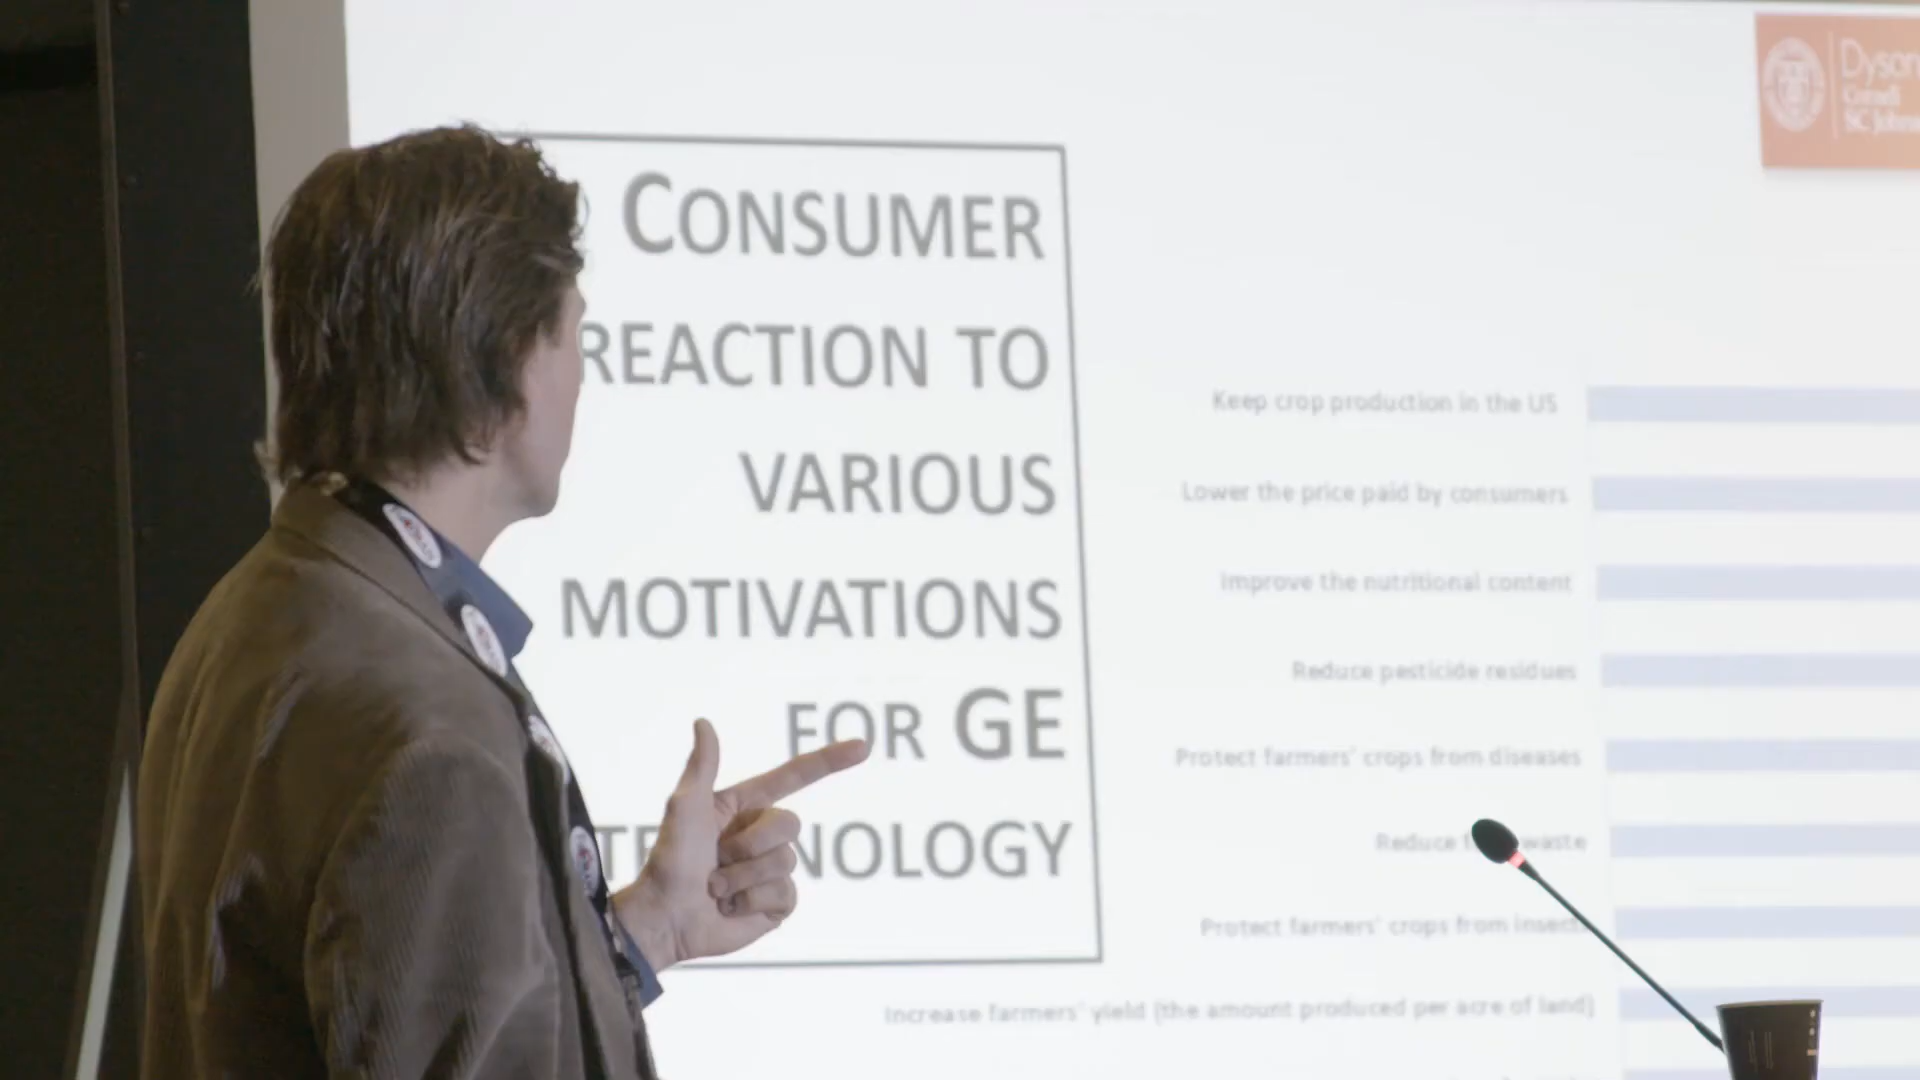 CONSUMER
REACTION TO
VARIOUS
MOTIVATIONS
FOR GE
TE NOLOGY
Dyson
Cornell
SC Johns
Keep crop production in the US
Lower the price paid by consumers
Improve the nutritional content
Reduce pesticide residues
Protect farmers' crops from diseases
Reduce f waste
Protect farmers' crops from insects
Increase farmers' yield (the amount produced per acre of land)